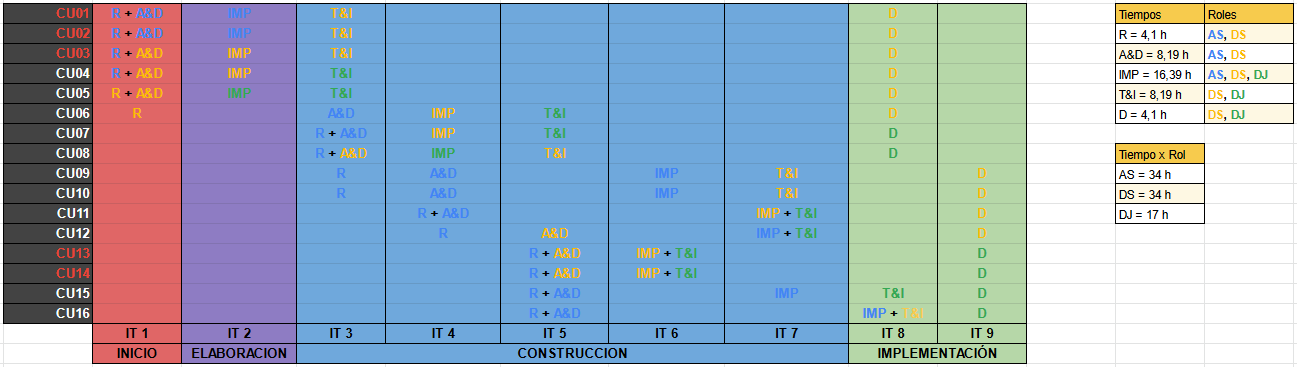 CU01 R + A&D IMP T&I D Tiempos Roles
CU02 R + A&D IMP T&I D R = 4,1 h AS, DS
CU03 R + A&D IMP T&I D A&D = 8,19 h AS, DS
CU04 R + A&D IMP T&I D IMP = 16,39 h AS, DS, DJ
CU05 R + A&D IMP T&I D T&I = 8,19 h DS, DJ
CU06 R A&D IMP T&I D D = 4,1 h DS, DJ
CU07 R + A&D IMP T&I D
CU08 R + A&D IMP T&I D Tiempo x Rol
CU09 R A&D IMP T&I D AS = 34 h
CU10 R A&D IMP T&I D DS = 34 h
CU11 R + A&D IMP + T&I D DJ = 17 h
CU12 R A&D IMP + T&I D
CU13 R + A&D IMP + T&I D
CU14 R + A&D IMP + T&I D
CU15 R + A&D IMP T&I D
CU16 R + A&D IMP + T&I D
IT 1 IT 2 IT 3 IT 4 IT 5 IT 6 IT 7 IT 8 IT 9
INICIO ELABORACION CONSTRUCCION IMPLEMENTACIÓN